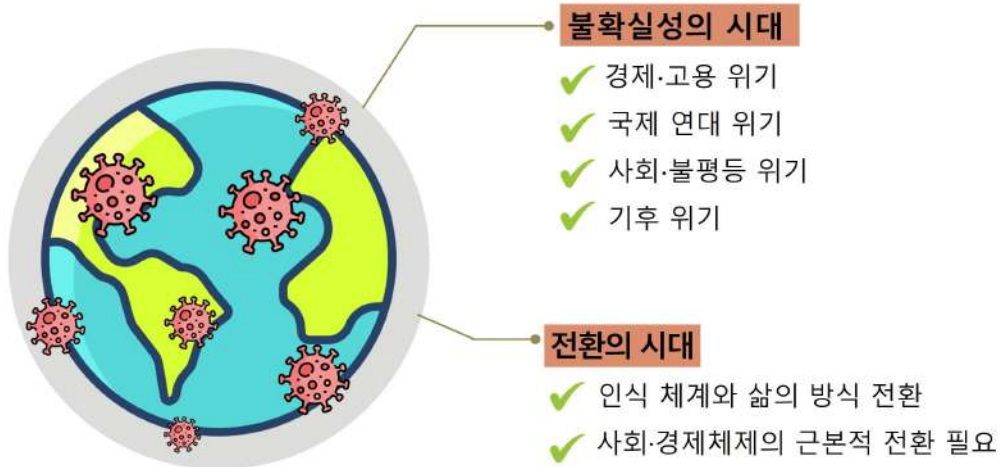 불확실성의 시대
경제·고용 위기
국제 연대 위기
사회·불평등 위기
기후 위기
전환의 시대
인식 체계와 삶의 방식 전환
사회·경제체제의 근본적 전환 필요